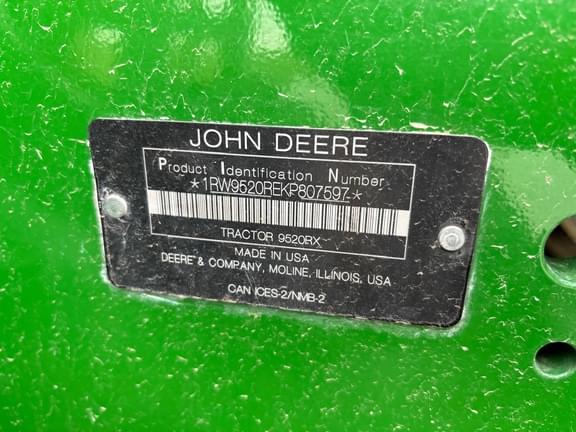 JOHN DEERE
Product Identification Number
*1RW9520REKP807597*
TRACTOR 9520RX
MADE IN USA
DEERE & COMPANY, MOLINE, ILLINOIS, USA
CAN ICES-2/NMB-2